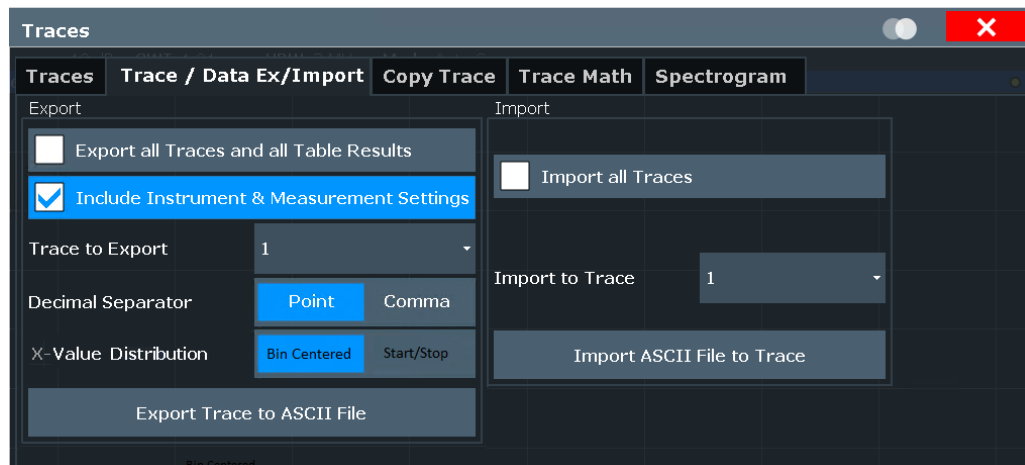 Traces
Traces
Trace / Data Ex/Import
Copy Trace
Trace Math
Spectrogram
Export
Export all Traces and all Table Results
Include Instrument & Measurement Settings
Trace to Export
1
Decimal Separator
Point
Comma
X-Value Distribution
Bin Centered
Start/Stop
Export Trace to ASCII File
Bin Centered
Import
Import all Traces
Import to Trace
1
Import ASCII File to Trace